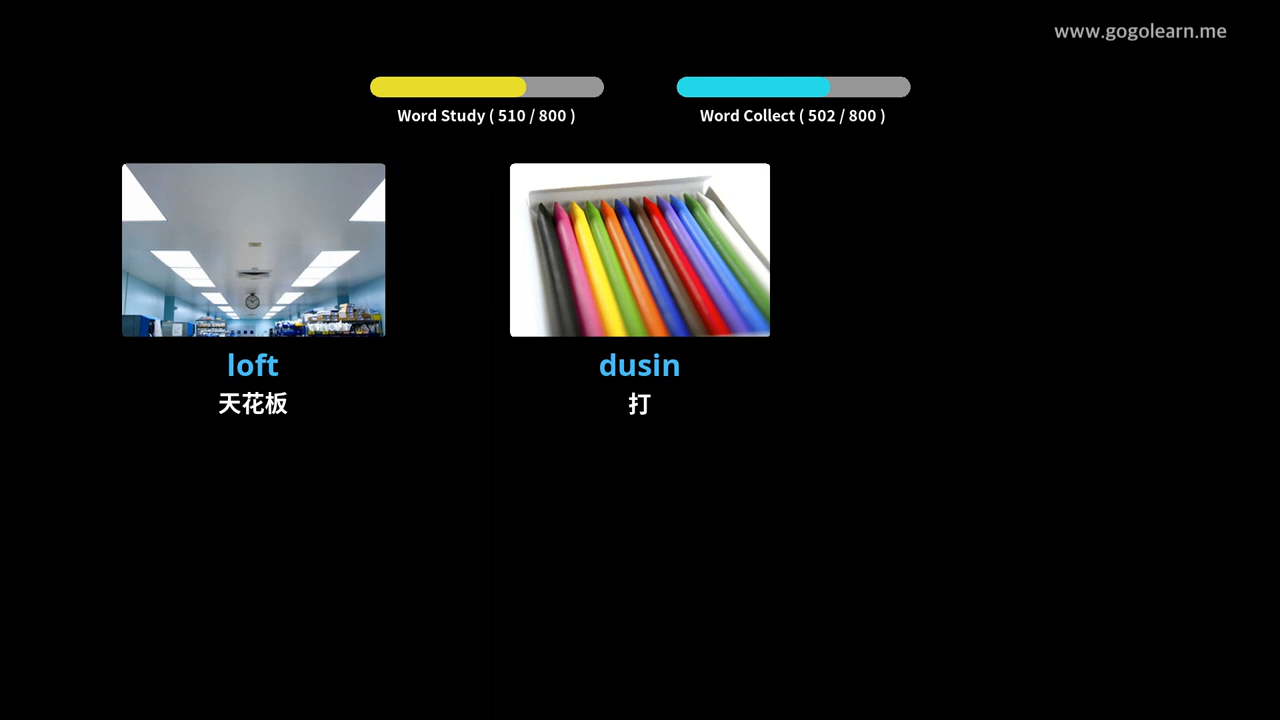 www.gogolearn.me
Word Study ( 510 / 800 )
Word Collect ( 502 / 800 )
loft
天花板
dusin
打